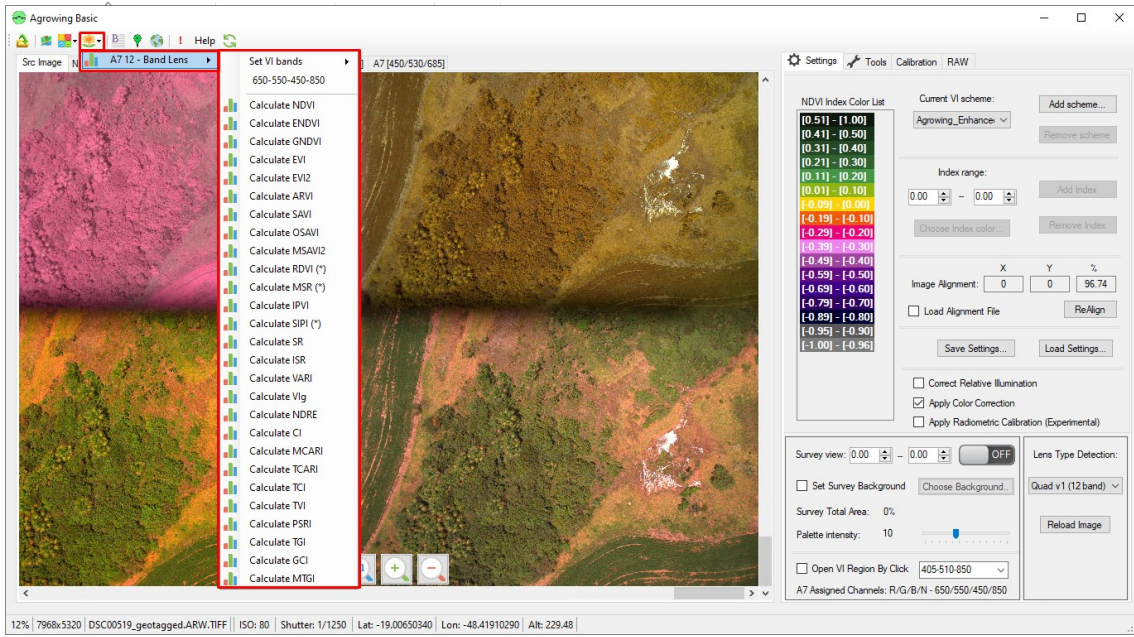 Agrowing Basic
Help
Src Image
A7 12 - Band Lens
A7 [450/530/685]
Set VI bands
650-550-450-850
Calculate NDVI
Calculate ENDVI
Calculate GNDVI
Calculate EVI
Calculate EVI2
Calculate ARVI
Calculate SAVI
Calculate OSAVI
Calculate MSAVI2
Calculate RDVI (*)
Calculate MSR (*)
Calculate IPVI
Calculate SIPI (*)
Calculate SR
Calculate ISR
Calculate VARI
Calculate VIg
Calculate NDRE
Calculate CI
Calculate MCARI
Calculate TCARI
Calculate TCI
Calculate TVI
Calculate PSRI
Calculate TGI
Calculate GCI
Calculate MTGI
Settings Tools Calibration RAW
NDVI Index Color List
[0.51] - [1.00]
[0.41] - [0.50]
[0.31] - [0.40]
[0.21] - [0.30]
[0.11] - [0.20]
[0.01] - [0.10]
[-0.09] - [0.00]
[-0.19] - [-0.10]
[-0.29] - [-0.20]
[-0.39] - [-0.30]
[-0.49] - [-0.40]
[-0.59] - [-0.50]
[-0.69] - [-0.60]
[-0.79] - [-0.70]
[-0.89] - [-0.80]
[-0.95] - [-0.90]
[-1.00] - [-0.96]
Current VI scheme:
Agrowing_Enhance
Add scheme...
Remove scheme
Index range:
0.00 -- 0.00
Add Index
Choose Index color...
Remove Index
X Y %
Image Alignment: 0 0 96.74
Load Alignment File
ReAlign
Save Settings... Load Settings...
Correct Relative Illumination
Apply Color Correction
Apply Radiometric Calibration (Experimental)
Survey view: 0.00 -- 0.00 OFF
Set Survey Background Choose Background..
Survey Total Area: 0%
Palette intensity: 10
Open VI Region By Click 405-510-850
A7 Assigned Channels: R/G/B/N - 650/550/450/850
Lens Type Detection:
Quad v1 (12 band)
Reload Image
12% 7968x5320 DSC00519_geotagged.ARW.TIFF ISO: 80 Shutter: 1/1250 Lat: -19.00650340 Lon: -48.41910290 Alt: 229.48